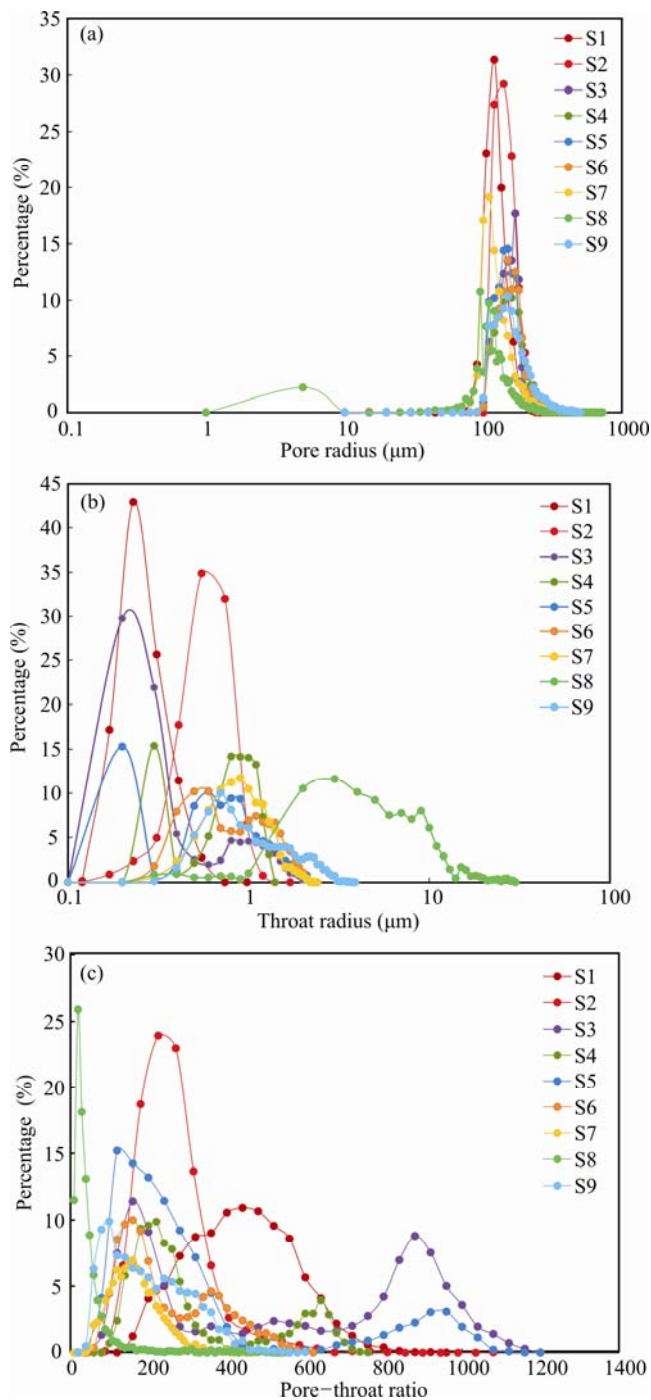 (a)
35
30
25
20
15
10
5
0
Percentage (%)
S1
S2
S3
S4
S5
S6
S7
S8
S9
0.1
1
10
100
1000
Pore radius (μm)
(b)
45
40
35
30
25
20
15
10
5
0
Percentage (%)
S1
S2
S3
S4
S5
S6
S7
S8
S9
0.1
1
10
100
Throat radius (μm)
(c)
30
25
20
15
10
5
0
Percentage (%)
S1
S2
S3
S4
S5
S6
S7
S8
S9
0
200
400
600
800
1000
1200
1400
Pore−throat ratio